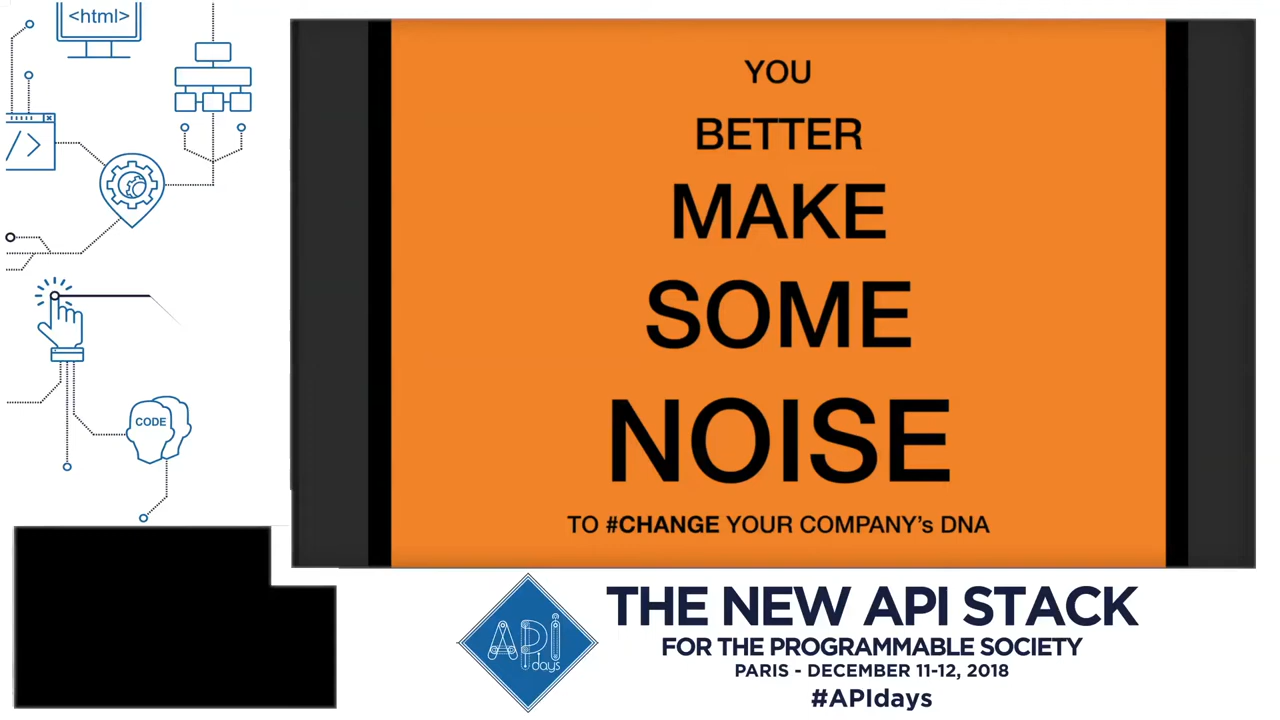 <html>
</>
CODE
YOU
BETTER
MAKE
SOME
NOISE
TO #CHANGE YOUR COMPANY's DNA
API
days
THE NEW API STACK
FOR THE PROGRAMMABLE SOCIETY
PARIS - DECEMBER 11-12, 2018
#APIdays